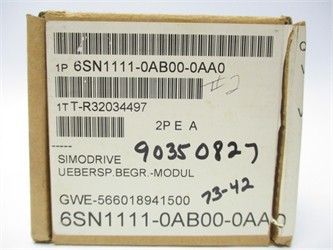 1P 6SN1111-0AB00-0AA0
#2
1T T-R32034497
2P E A
90350827
SIMODRIVE
UEBERSP.BEGR.-MODUL
73-42
GWE-566018941500
6SN1111-0AB00-0AA0